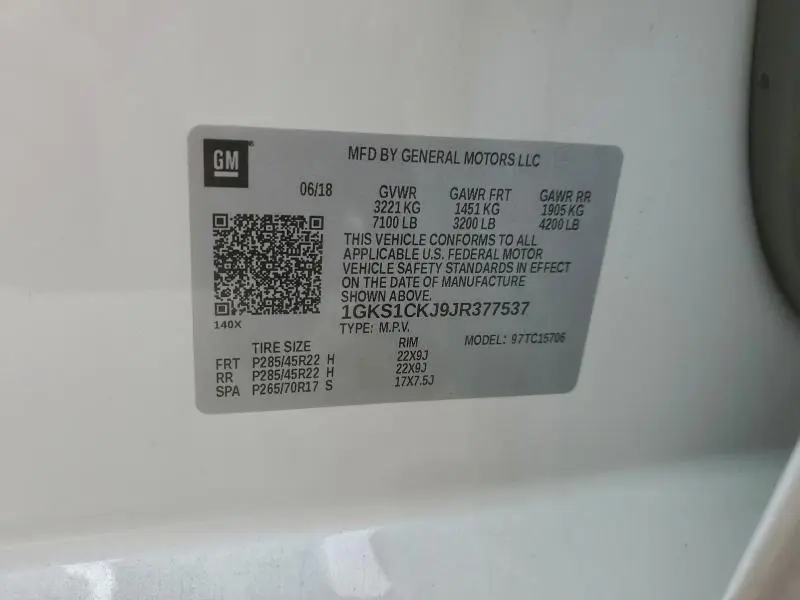 GM
MFD BY GENERAL MOTORS LLC
06/18 GVWR GAWR FRT GAWR RR
3221 KG 1451 KG 1905 KG
7100 LB 3200 LB 4200 LB
THIS VEHICLE CONFORMS TO ALL
APPLICABLE U.S. FEDERAL MOTOR
VEHICLE SAFETY STANDARDS IN EFFECT
ON THE DATE OF MANUFACTURE
SHOWN ABOVE.
1GKS1CKJ9JR377537
140X
TYPE: M.P.V. MODEL: 97TC15706
TIRE SIZE RIM
FRT P285/45R22 H 22X9J
RR P285/45R22 H 22X9J
SPA P265/70R17 S 17X7.5J